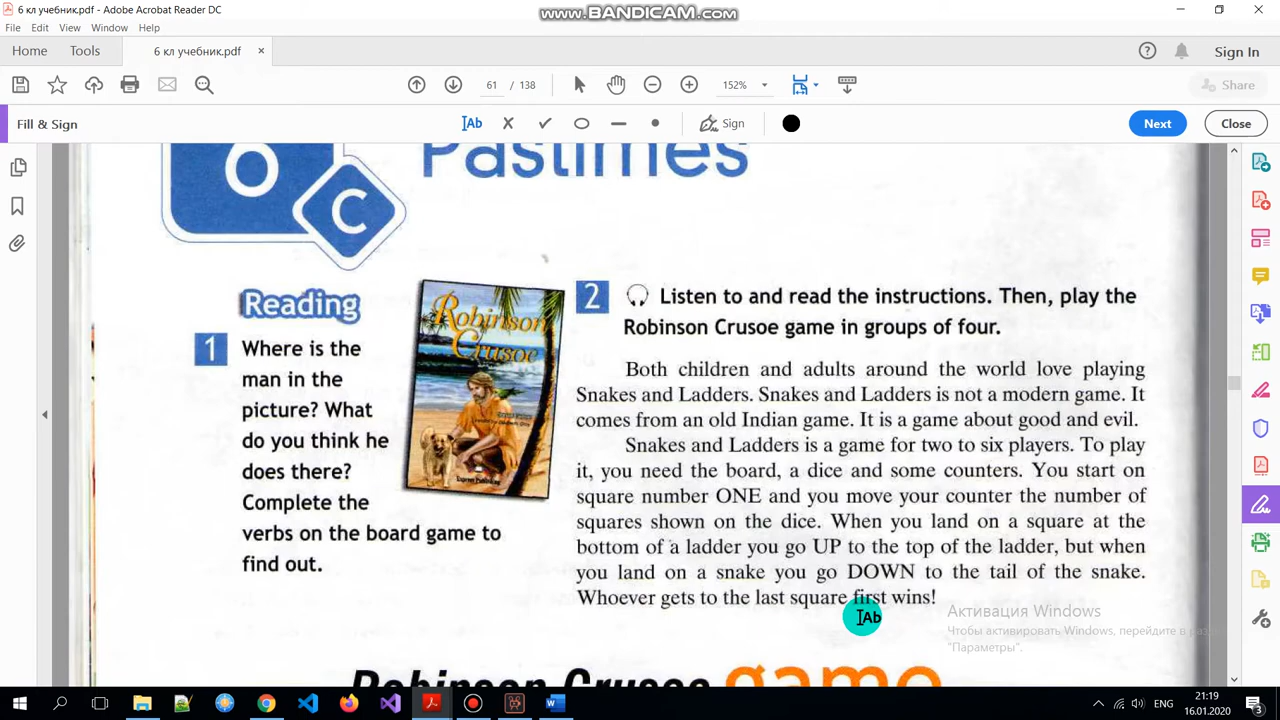 6 кл учебник.pdf - Adobe Acrobat Reader DC
WWW.BANDICAM.COM
File Edit View Window Help
Home Tools 6 кл учебник.pdf × Sign In
61 / 138 152% Share
Fill & Sign Ab Sign Next Close
6 Pastimes
C
Reading
1 Where is the
man in the
picture? What
do you think he
does there?
Complete the
verbs on the board game to
find out.
Robinson
Crusoe
2 Listen to and read the instructions. Then, play the
Robinson Crusoe game in groups of four.
Both children and adults around the world love playing
Snakes and Ladders. Snakes and Ladders is not a modern game. It
comes from an old Indian game. It is a game about good and evil.
Snakes and Ladders is a game for two to six players. To play
it, you need the board, a dice and some counters. You start on
square number ONE and you move your counter the number of
squares shown on the dice. When you land on a square at the
bottom of a ladder you go UP to the top of the ladder, but when
you land on a snake you go DOWN to the tail of the snake.
Whoever gets to the last square first wins!
Ab
Активация Windows
Чтобы активировать Windows, перейдите в раз
"Параметры".
Robinson Crusoe game
ENG
21:19
16.01.2020
3